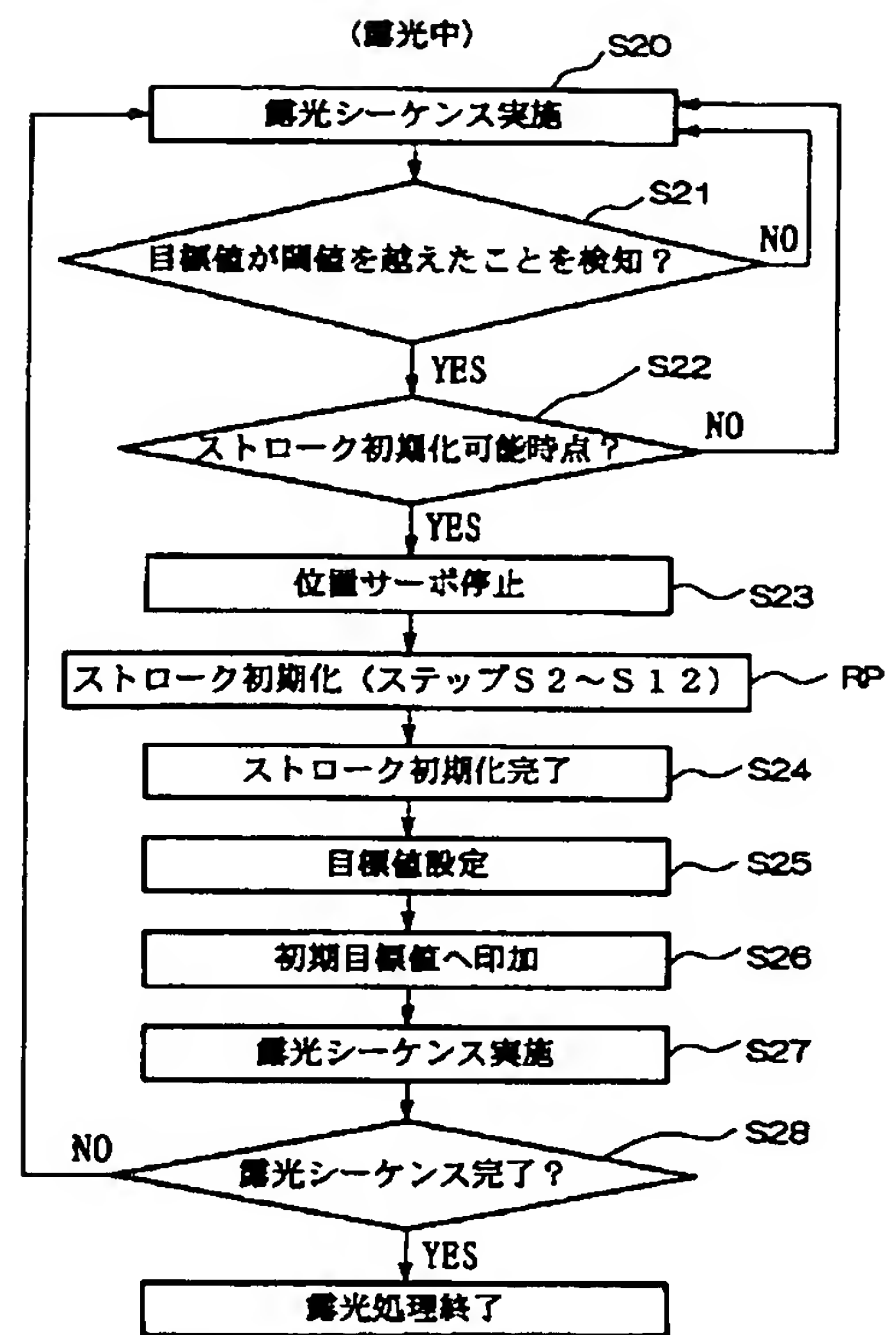 (露光中)
S20
露光シーケンス実施
S21
目標値が閾値を越えたことを検知?
NO
YES
S22
ストローク初期化可能時点?
NO
YES
位置サーボ停止
S23
ストローク初期化(ステップS2~S12)
RP
ストローク初期化完了
S24
目標値設定
S25
初期目標値へ印加
S26
露光シーケンス実施
S27
S28
露光シーケンス完了?
NO
YES
露光処理終了